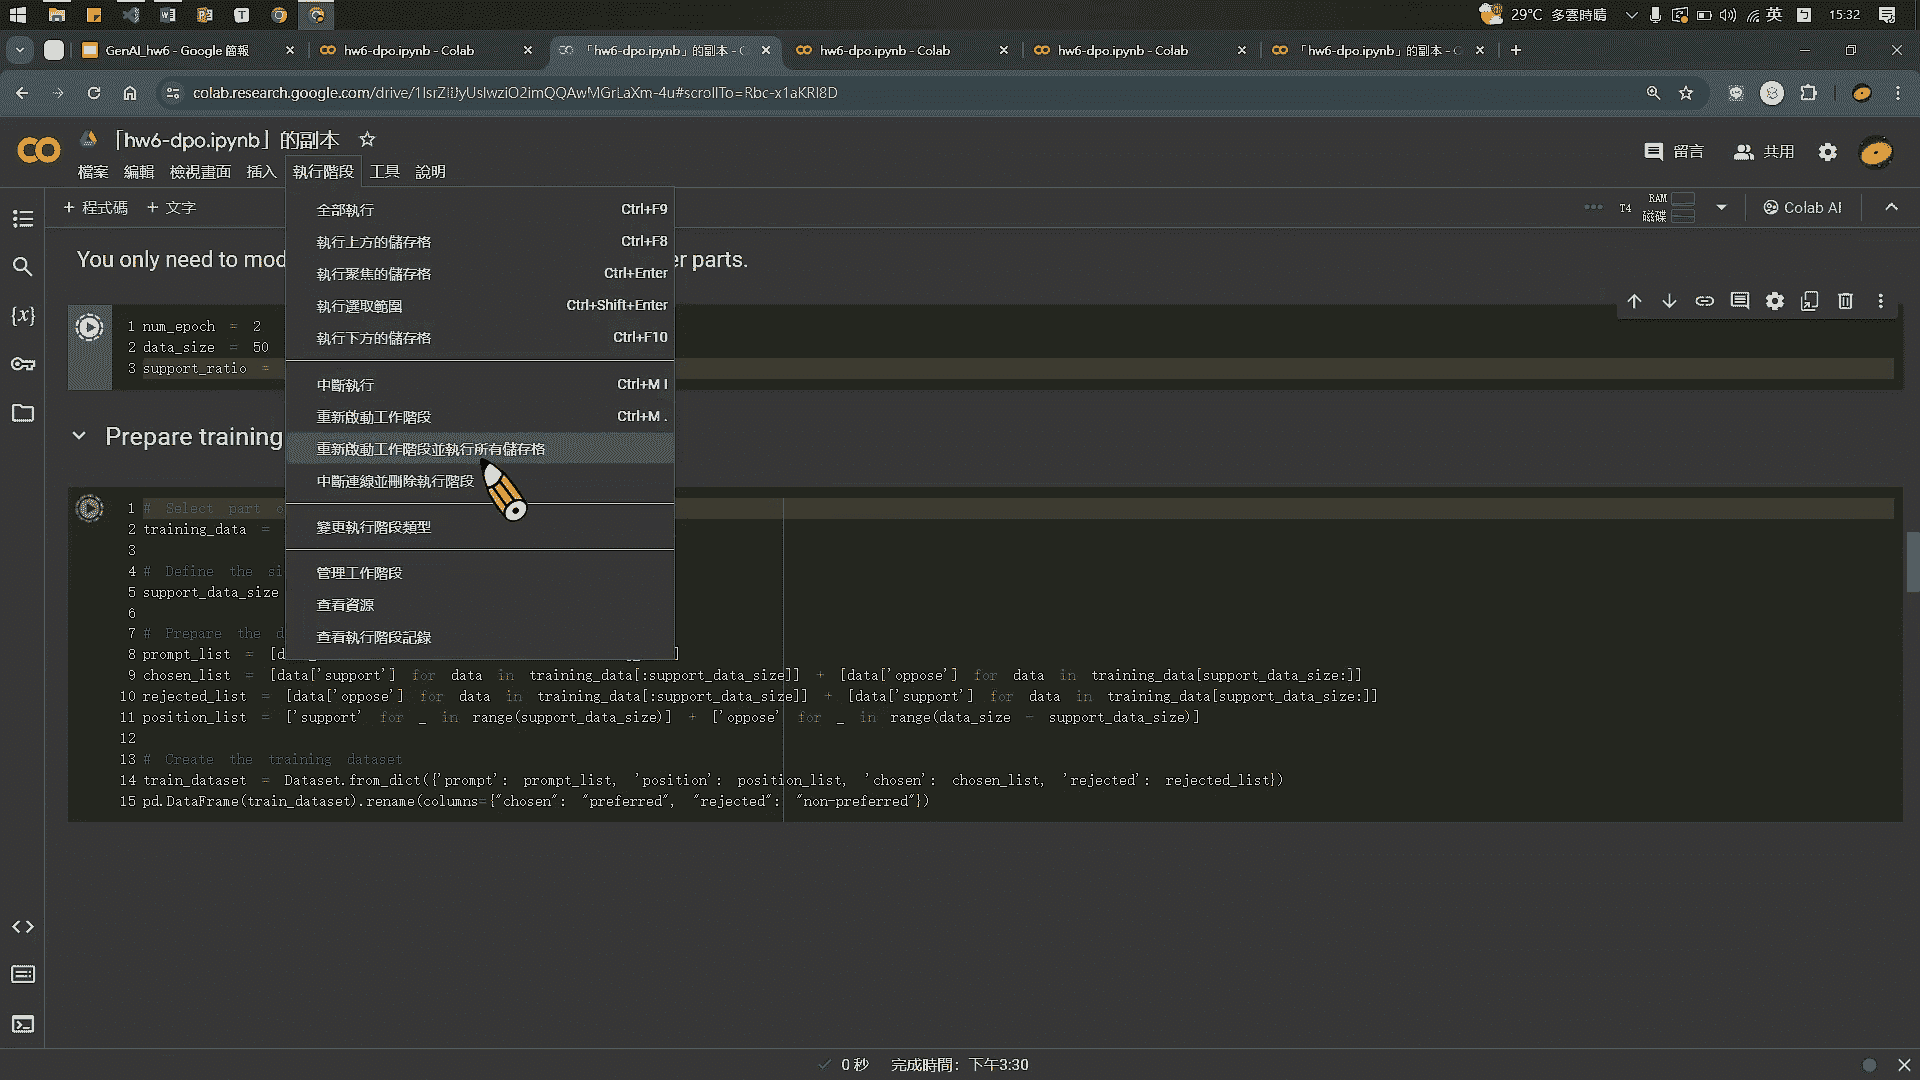 29°C 多雲時晴
英
15:32
GenAI_hw6 - Google 簡報
hw6-dpo.ipynb - Colab
「hw6-dpo.ipynb」的副本 - C
hw6-dpo.ipynb - Colab
hw6-dpo.ipynb - Colab
「hw6-dpo.ipynb」的副本 - C
「hw6-dpo.ipynb」的副本
檔案 編輯 檢視畫面 插入 執行階段 工具 說明
留言 共用
+ 程式碼 + 文字
T4 RAM 磁碟
Colab AI
全部執行 Ctrl+F9
執行上方的儲存格 Ctrl+F8
執行聚焦的儲存格 Ctrl+Enter
執行選取範圍 Ctrl+Shift+Enter
執行下方的儲存格 Ctrl+F10
中斷執行 Ctrl+M I
重新啟動工作階段 Ctrl+M .
重新啟動工作階段並執行所有儲存格
中斷連線並刪除執行階段
變更執行階段類型
管理工作階段
查看資源
查看執行階段記錄
You only need to mod
er parts.
1 num_epoch = 2
2 data_size = 50
3 support_ratio =
Prepare training
1 # Select part o
2 training_data =
3
4 # Define the si
5 support_data_size
6
7 # Prepare the d
8 prompt_list = [d ]
9 chosen_list = [data['support'] for data in training_data[:support_data_size]] + [data['oppose'] for data in training_data[support_data_size:]]
10 rejected_list = [data['oppose'] for data in training_data[:support_data_size]] + [data['support'] for data in training_data[support_data_size:]]
11 position_list = ['support' for _ in range(support_data_size)] + ['oppose' for _ in range(data_size - support_data_size)]
12
13 # Create the training dataset
14 train_dataset = Dataset.from_dict({'prompt': prompt_list, 'position': position_list, 'chosen': chosen_list, 'rejected': rejected_list})
15 pd.DataFrame(train_dataset).rename(columns={"chosen": "preferred", "rejected": "non-preferred"})
0 秒 完成時間：下午3:30